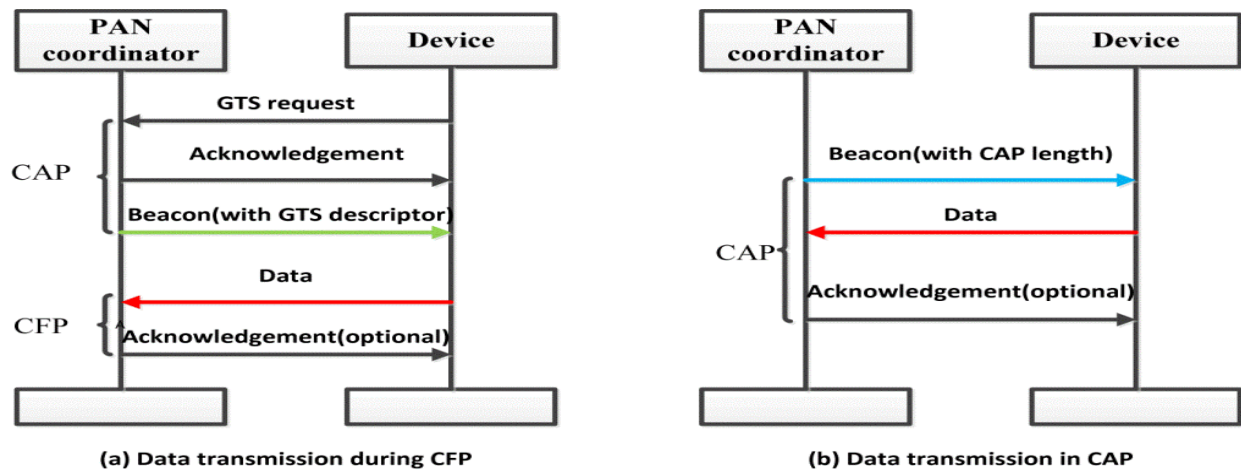 PAN
coordinator
Device
GTS request
CAP
Acknowledgement
Beacon(with GTS descriptor)
Data
CFP
Acknowledgement(optional)
(a) Data transmission during CFP
PAN
coordinator
Device
Beacon(with CAP length)
Data
CAP
Acknowledgement(optional)
(b) Data transmission in CAP